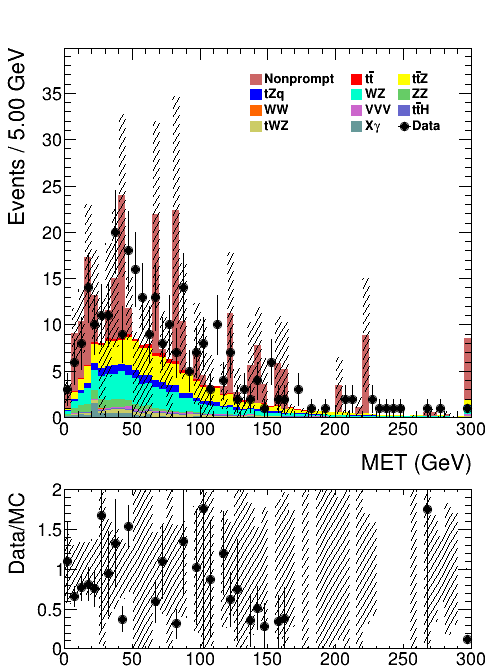 Events / 5.00 GeV
Nonprompt tt̄ tt̄Z
tZq WZ ZZ
WW VVV tt̄H
tWZ Xγ Data
35
30
25
20
15
10
5
0
0 50 100 150 200 250 300
MET (GeV)
Data/MC
2
1.5
1
0.5
0
0 50 100 150 200 250 300